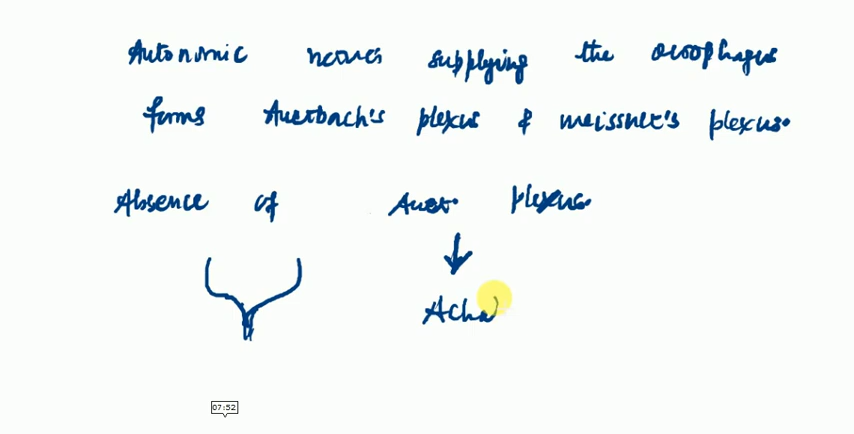 Autonomic nerves supplying the oesophagus
forms Auerbach's plexus & meissner's plexus.
Absence of Auer. plexus.
Acha
07:52